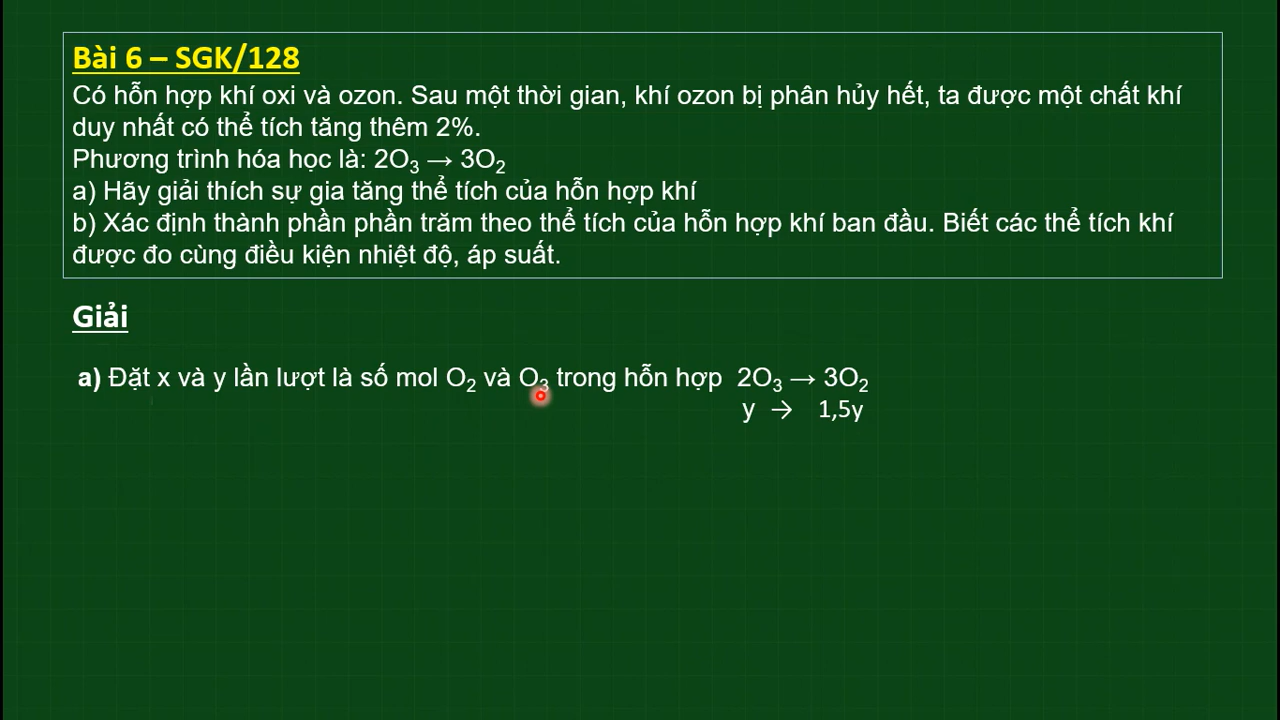 Bài 6 – SGK/128
Có hỗn hợp khí oxi và ozon. Sau một thời gian, khí ozon bị phân hủy hết, ta được một chất khí
duy nhất có thể tích tăng thêm 2%.
Phương trình hóa học là: 2O₃ → 3O₂
a) Hãy giải thích sự gia tăng thể tích của hỗn hợp khí
b) Xác định thành phần phần trăm theo thể tích của hỗn hợp khí ban đầu. Biết các thể tích khí
được đo cùng điều kiện nhiệt độ, áp suất.
Giải
a) Đặt x và y lần lượt là số mol O₂ và O₃ trong hỗn hợp 2O₃ → 3O₂
y → 1,5y